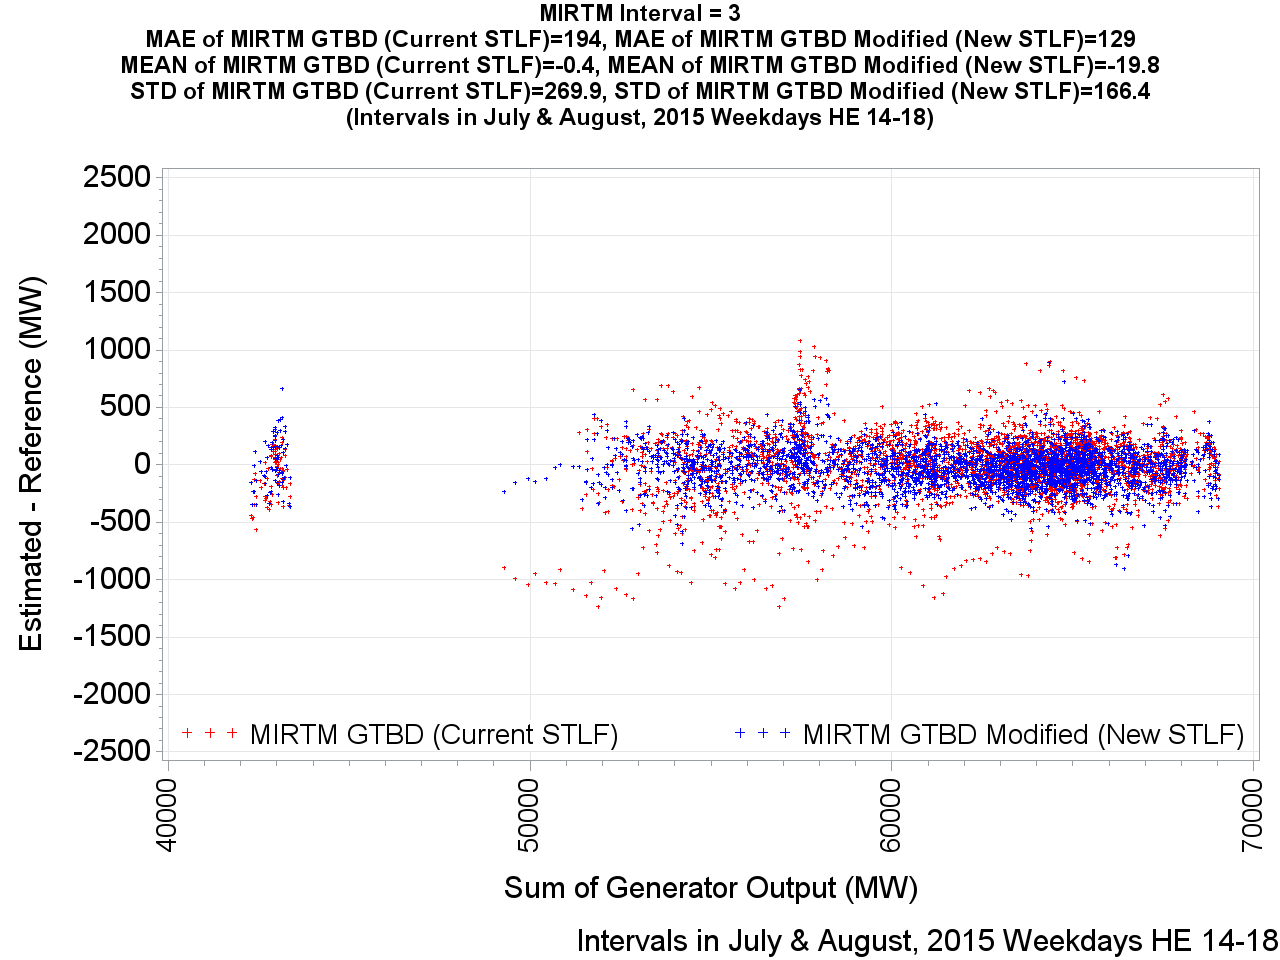 MIRTM Interval = 3
MAE of MIRTM GTBD (Current STLF)=194, MAE of MIRTM GTBD Modified (New STLF)=129
MEAN of MIRTM GTBD (Current STLF)=-0.4, MEAN of MIRTM GTBD Modified (New STLF)=-19.8
STD of MIRTM GTBD (Current STLF)=269.9, STD of MIRTM GTBD Modified (New STLF)=166.4
(Intervals in July & August, 2015 Weekdays HE 14-18)
Estimated - Reference (MW)
2500
2000
1500
1000
500
0
-500
-1000
-1500
-2000
-2500
MIRTM GTBD (Current STLF)
MIRTM GTBD Modified (New STLF)
40000
50000
60000
70000
Sum of Generator Output (MW)
Intervals in July & August, 2015 Weekdays HE 14-18